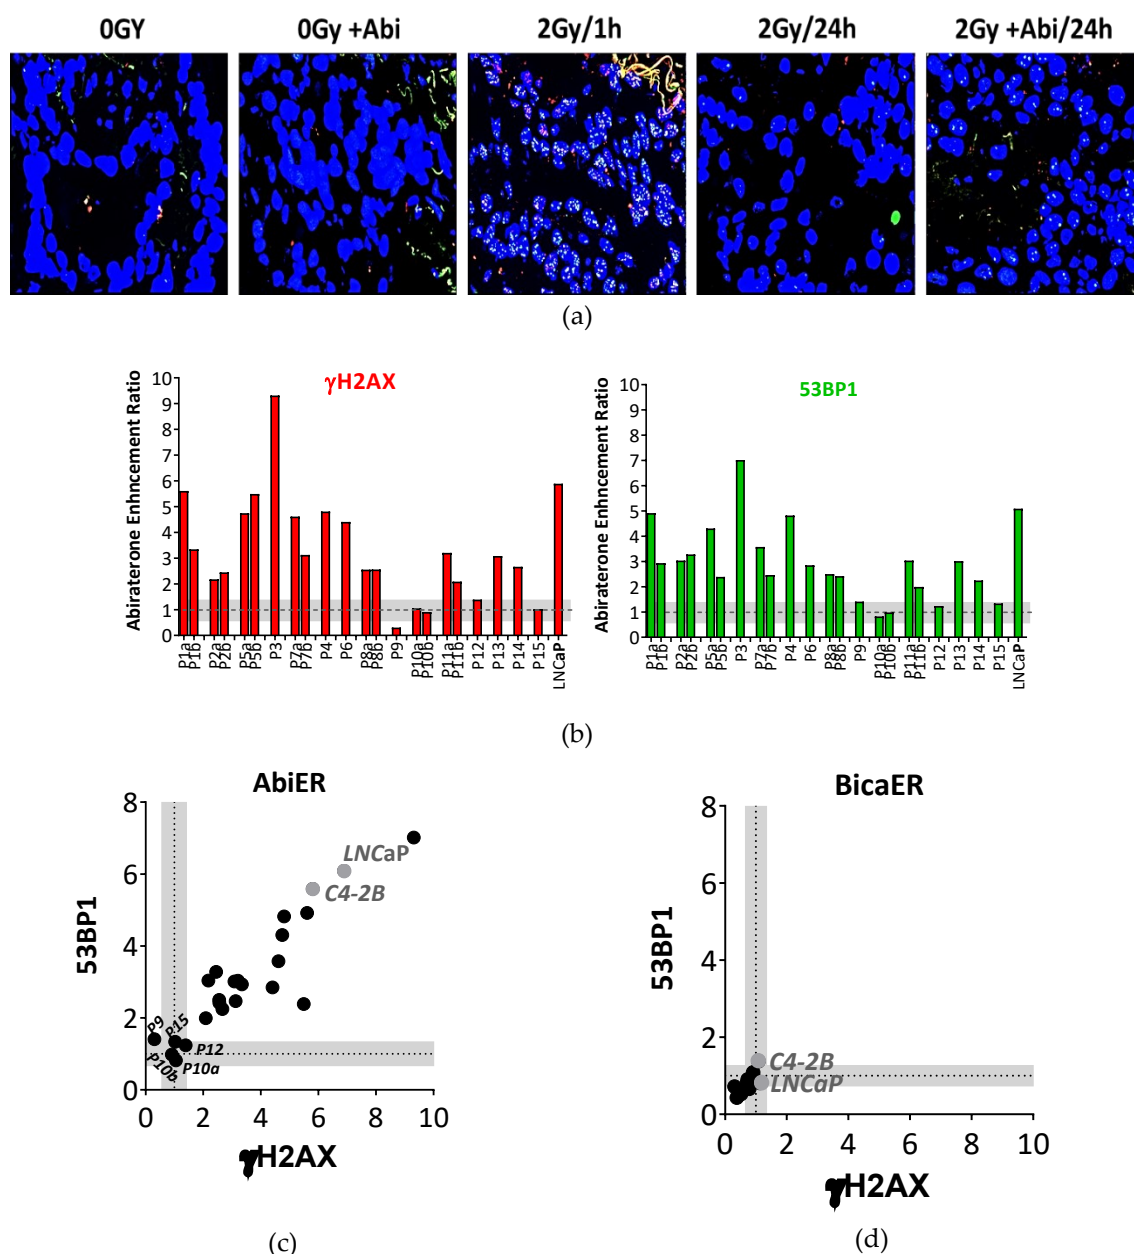 0GY 0Gy +Abi 2Gy/1h 2Gy/24h 2Gy +Abi/24h
(a)
γH2AX
Abiraterone Enhncement Ratio
10
9
8
7
6
5
4
3
2
1
0
P1a P1b P2a P2b P5a P5b P3 P7a P7b P4 P6 P8a P8b P9 P10a P10b P11a P11b P12 P13 P14 P15 LNCaP
53BP1
Abiraterone Enhncement Ratio
10
9
8
7
6
5
4
3
2
1
0
P1a P1b P2a P2b P5a P5b P3 P7a P7b P4 P6 P8a P8b P9 P10a P10b P11a P11b P12 P13 P14 P15 LNCaP
(b)
AbiER
53BP1
8
6
4
2
0
LNCaP
C4-2B
P9 P15
P12
P10b P10a
0 2 4 6 8 10
γH2AX
(c)
BicaER
53BP1
8
6
4
2
0
C4-2B
LNCaP
0 2 4 6 8 10
γH2AX
(d)